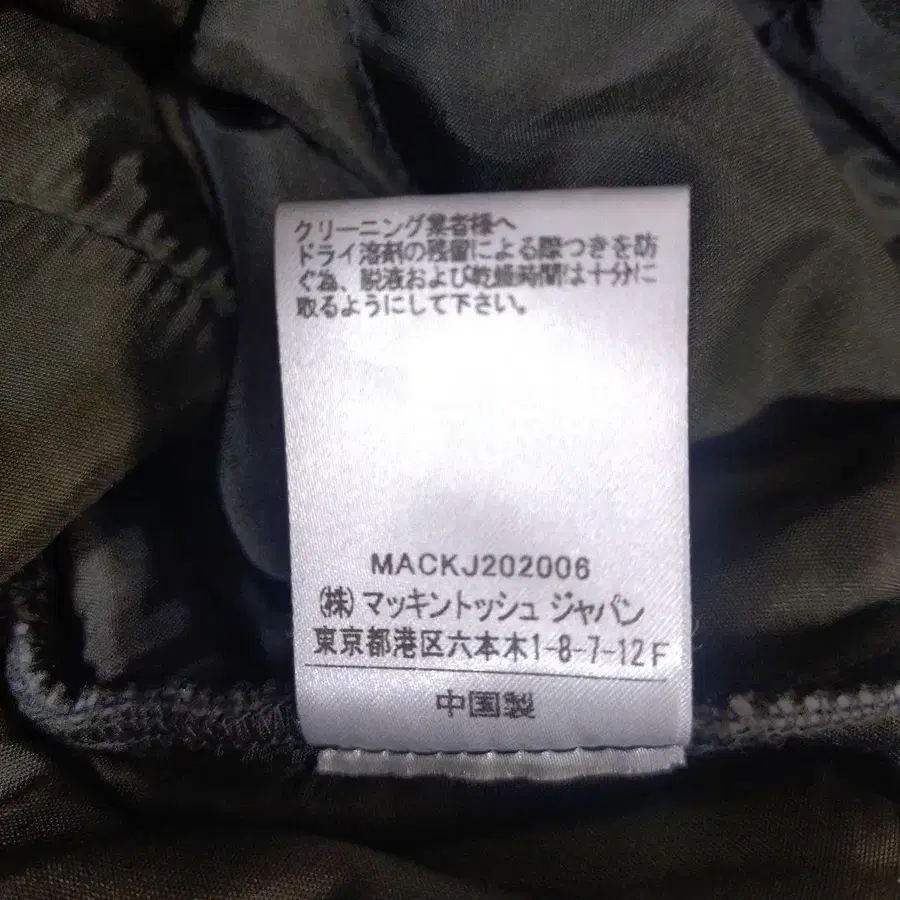 クリーニング業者様へ
ドライ溶剤の残留による際つきを防
ぐ為、脱液および乾燥時間は十分に
取るようにして下さい。
MACKJ202006
(株)マッキントッシュ ジャパン
東京都港区六本木1-8-7-12F
中国製